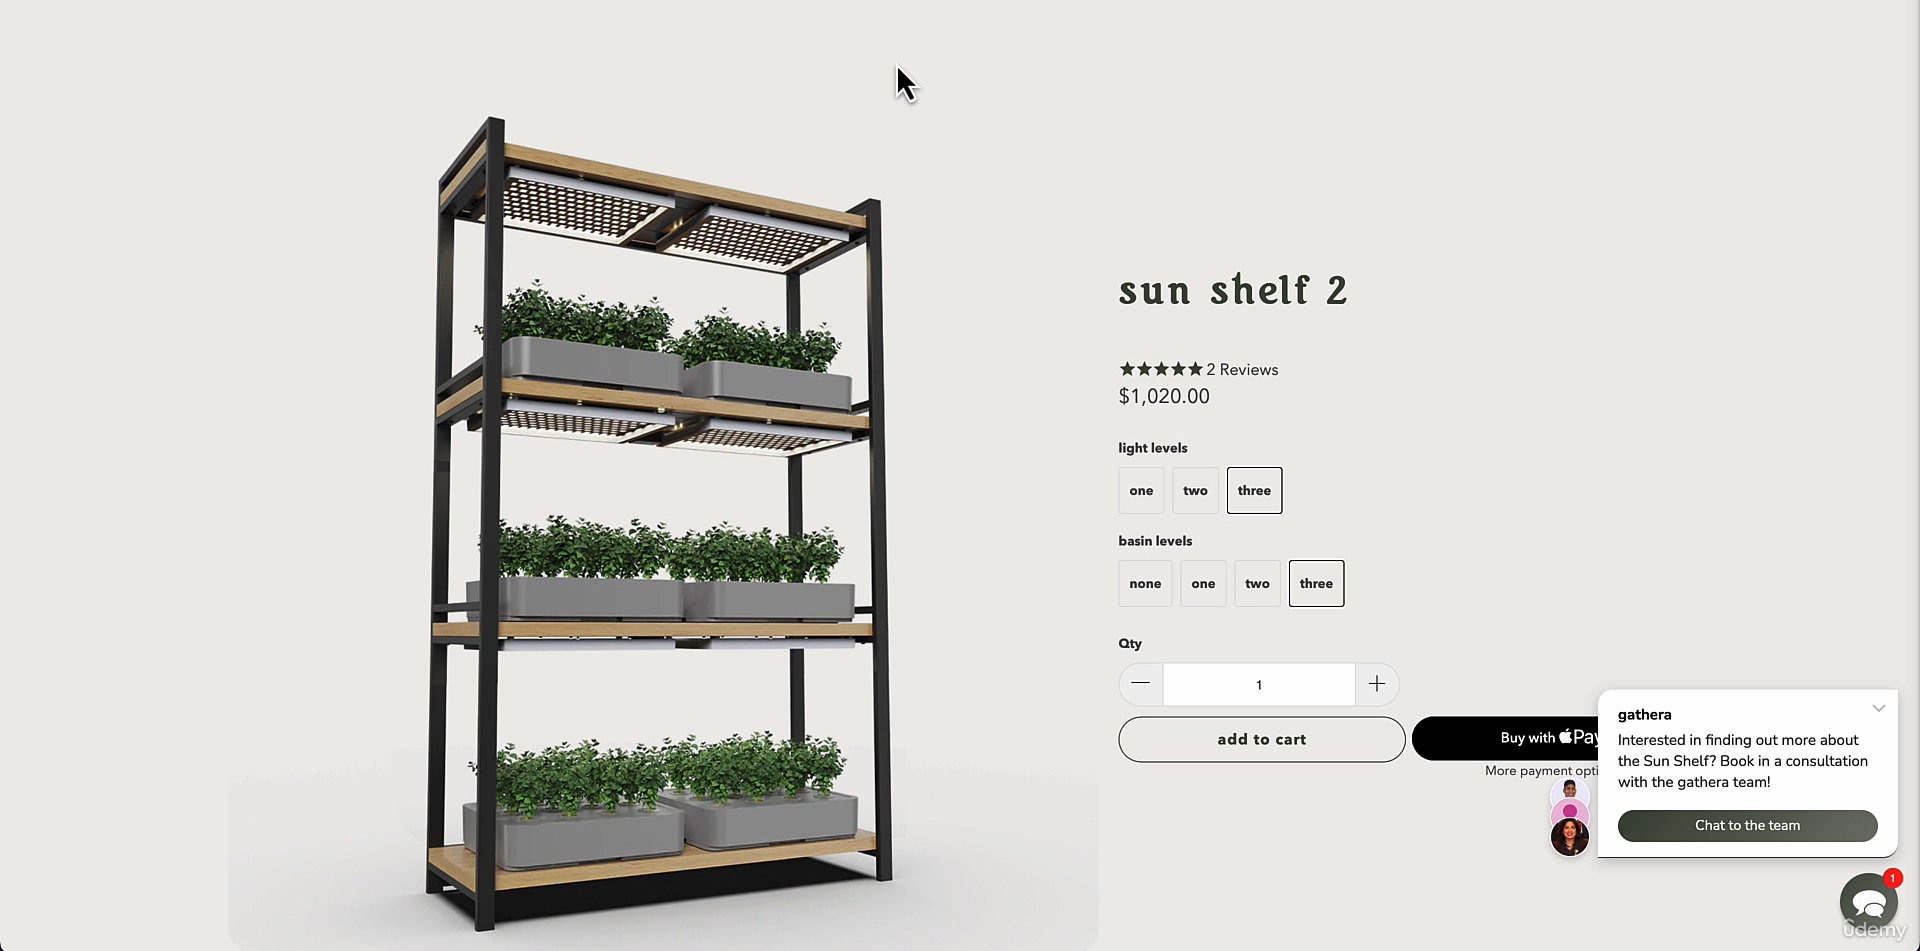 sun shelf 2
★★★★★ 2 Reviews
$1,020.00
light levels
one two three
basin levels
none one two three
Qty
— 1 +
add to cart
Buy with Pay
More payment opti
gathera
Interested in finding out more about
the Sun Shelf? Book in a consultation
with the gathera team!
Chat to the team
1
ûdemy